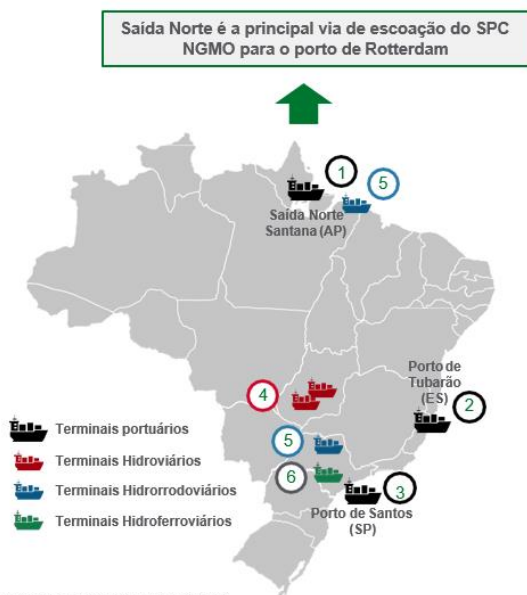 Saída Norte é a principal via de escoação do SPC
NGMO para o porto de Rotterdam
1
5
Saída Norte
Santana (AP)
Porto de
Tubarão
(ES)
4
2
Terminais portuários
Terminais Hidroviários
5
Terminais Hidrorrodoviários
6
3
Terminais Hidroferroviários
Porto de Santos
(SP)